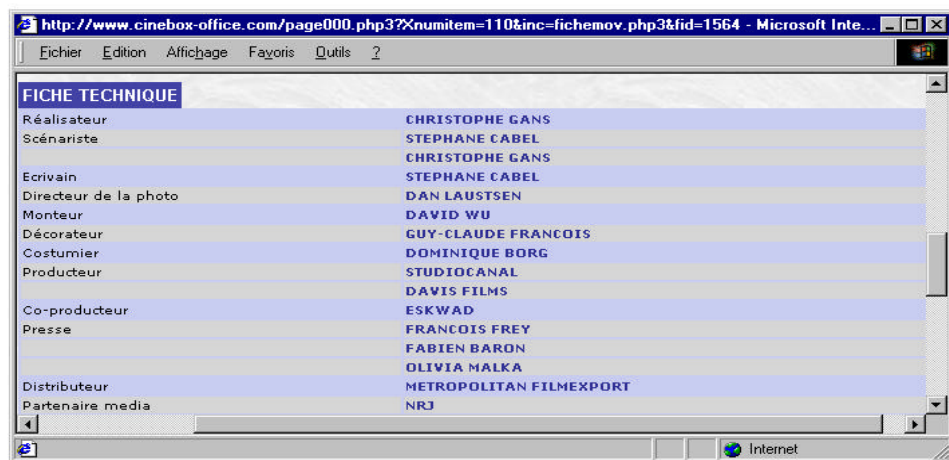 http://www.cinebox-office.com/page000.php3?Xnumitem=110&inc=fichemov.php3&fid=1564 - Microsoft Inte...
Fichier Edition Affichage Favoris Outils ?
FICHE TECHNIQUE
Réalisateur CHRISTOPHE GANS
Scénariste STEPHANE CABEL
CHRISTOPHE GANS
Ecrivain STEPHANE CABEL
Directeur de la photo DAN LAUSTSEN
Monteur DAVID WU
Décorateur GUY-CLAUDE FRANCOIS
Costumier DOMINIQUE BORG
Producteur STUDIOCANAL
DAVIS FILMS
Co-producteur ESKWAD
Presse FRANCOIS FREY
FABIEN BARON
OLIVIA MALKA
Distributeur METROPOLITAN FILMEXPORT
Partenaire media NRJ
Internet